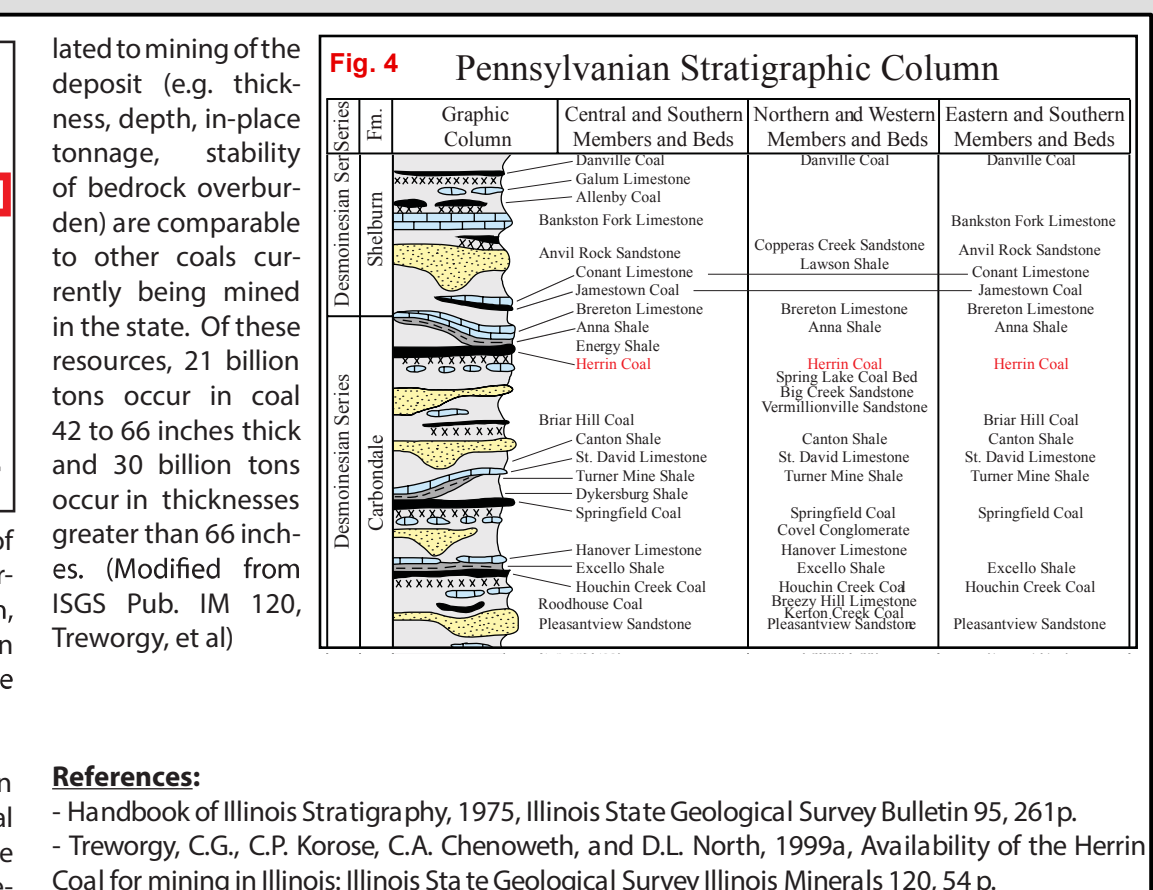 lated to mining of the
deposit (e.g. thick-
ness, depth, in-place
tonnage, stability
of bedrock overbur-
den) are comparable
to other coals cur-
rently being mined
in the state. Of these
resources, 21 billion
tons occur in coal
42 to 66 inches thick
and 30 billion tons
occur in thicknesses
greater than 66 inch-
es. (Modified from
ISGS Pub. IM 120,
Treworgy, et al)
Fig. 4 Pennsylvanian Stratigraphic Column
Series
Fm.
Graphic
Column
Central and Southern
Members and Beds
Northern and Western
Members and Beds
Eastern and Southern
Members and Beds
Desmoinesian Ser
Shelburn
Desmoinesian Series
Carbondale
Danville Coal
Galum Limestone
Allenby Coal
Bankston Fork Limestone
Anvil Rock Sandstone
Conant Limestone
Jamestown Coal
Brereton Limestone
Anna Shale
Energy Shale
Herrin Coal
Briar Hill Coal
Canton Shale
St. David Limestone
Turner Mine Shale
Dykersburg Shale
Springfield Coal
Hanover Limestone
Excello Shale
Houchin Creek Coal
Roodhouse Coal
Pleasantview Sandstone
Danville Coal
Copperas Creek Sandstone
Lawson Shale
Brereton Limestone
Anna Shale
Herrin Coal
Spring Lake Coal Bed
Big Creek Sandstone
Vermillionville Sandstone
Canton Shale
St. David Limestone
Turner Mine Shale
Springfield Coal
Covel Conglomerate
Hanover Limestone
Excello Shale
Houchin Creek Coal
Breezy Hill Limestone
Kerton Creek Coal
Pleasantview Sandstone
Danville Coal
Bankston Fork Limestone
Anvil Rock Sandstone
Conant Limestone
Jamestown Coal
Brereton Limestone
Anna Shale
Herrin Coal
Briar Hill Coal
Canton Shale
St. David Limestone
Turner Mine Shale
Springfield Coal
Excello Shale
Houchin Creek Coal
Pleasantview Sandstone
of
n,
n
e
References:
- Handbook of Illinois Stratigraphy, 1975, Illinois State Geological Survey Bulletin 95, 261p.
- Treworgy, C.G., C.P. Korose, C.A. Chenoweth, and D.L. North, 1999a, Availability of the Herrin
Coal for mining in Illinois: Illinois Sta te Geological Survey Illinois Minerals 120, 54 p.